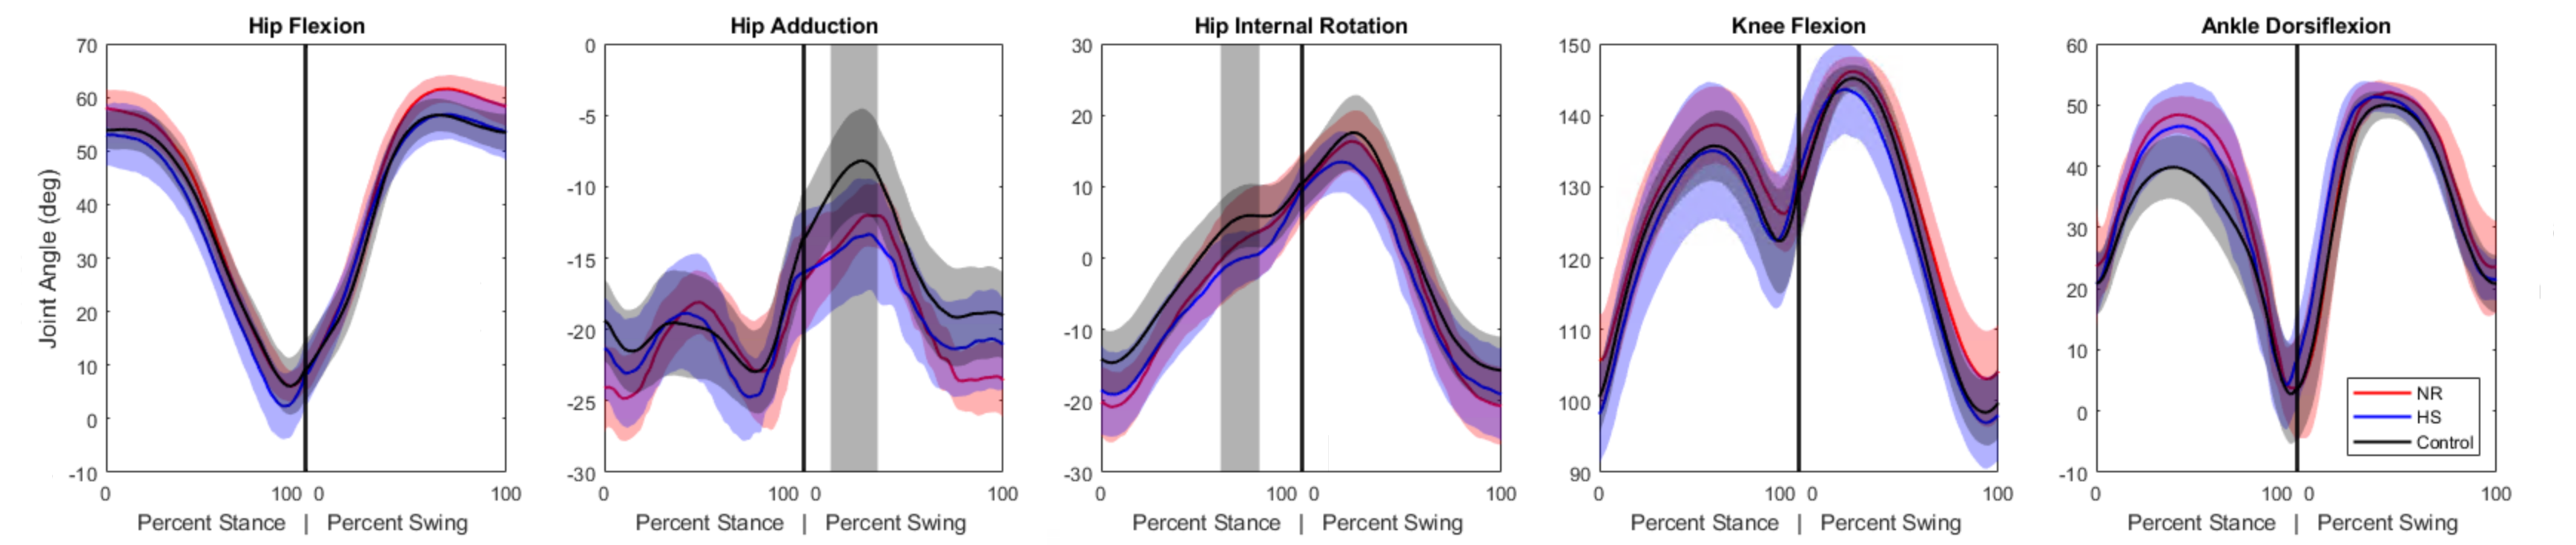 Hip Flexion
Hip Adduction
Hip Internal Rotation
Knee Flexion
Ankle Dorsiflexion
Joint Angle (deg)
70
60
50
40
30
20
10
0
-10
0 100 0 100
Percent Stance | Percent Swing
0
-5
-10
-15
-20
-25
-30
0 100 0 100
Percent Stance | Percent Swing
30
20
10
0
-10
-20
-30
0 100 0 100
Percent Stance | Percent Swing
150
140
130
120
110
100
90
0 100 0 100
Percent Stance | Percent Swing
60
50
40
30
20
10
0
-10
NR
HS
Control
0 100 0 100
Percent Stance | Percent Swing